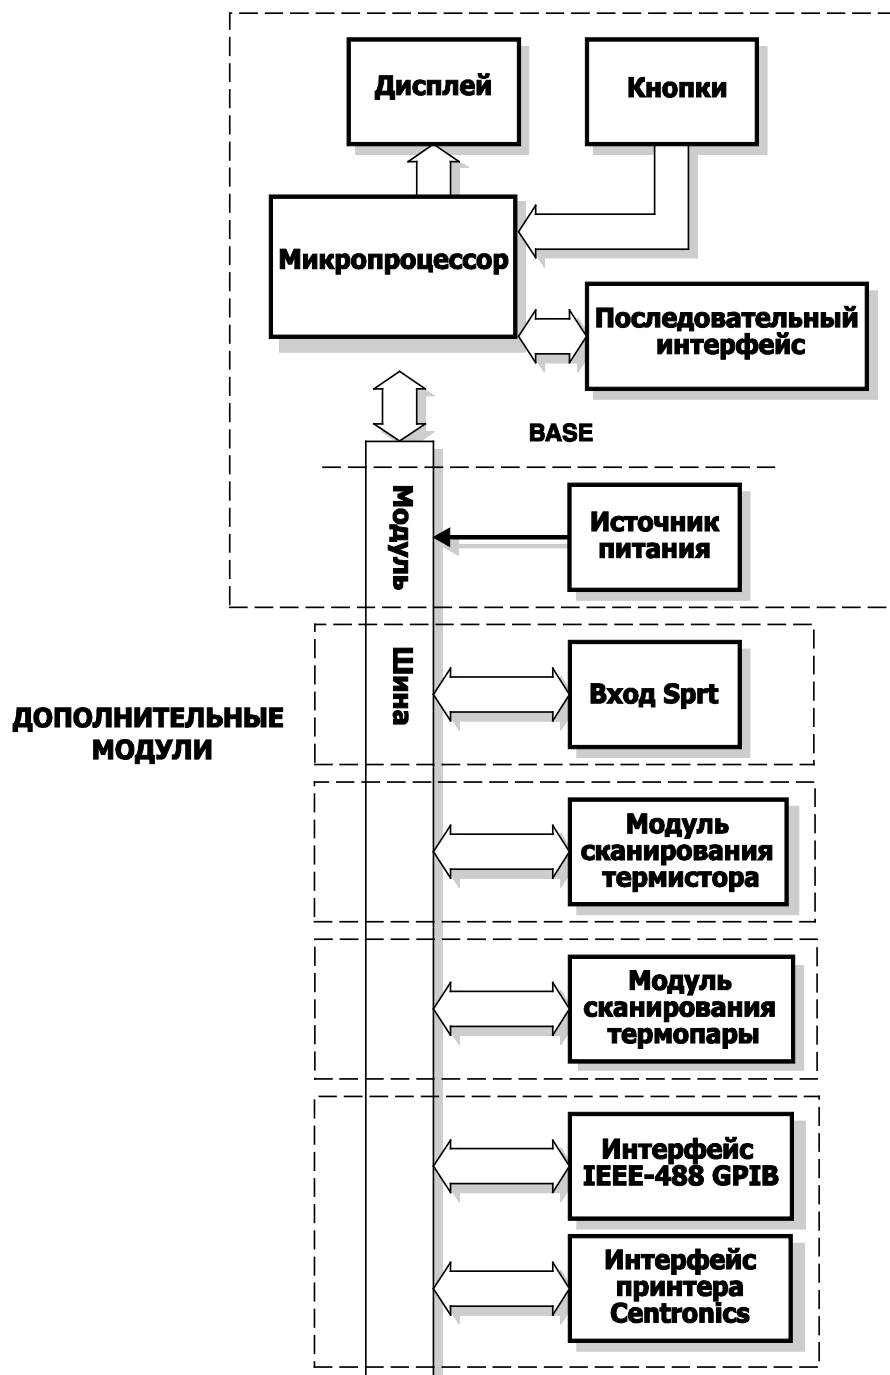 Дисплей
Кнопки
Микропроцессор
Последовательный
интерфейс
BASE
Модуль
Источник
питания
Шина
Вход Sprt
ДОПОЛНИТЕЛЬНЫЕ
МОДУЛИ
Модуль
сканирования
термистора
Модуль
сканирования
термопары
Интерфейс
IEEE-488 GPIB
Интерфейс
принтера
Centronics